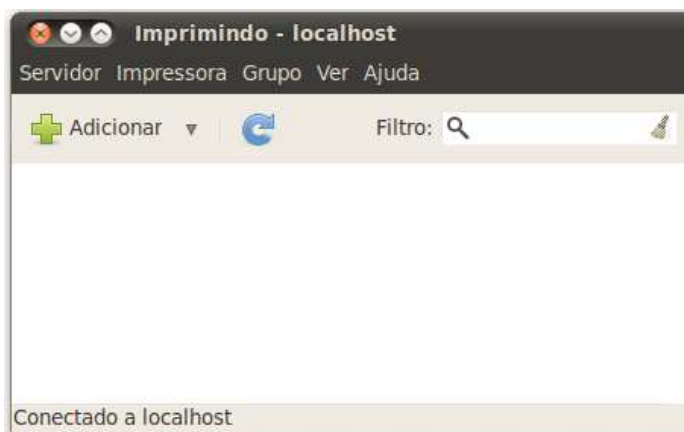 Imprimindo - localhost
Servidor Impressora Grupo Ver Ajuda
Adicionar Filtro:
Conectado a localhost